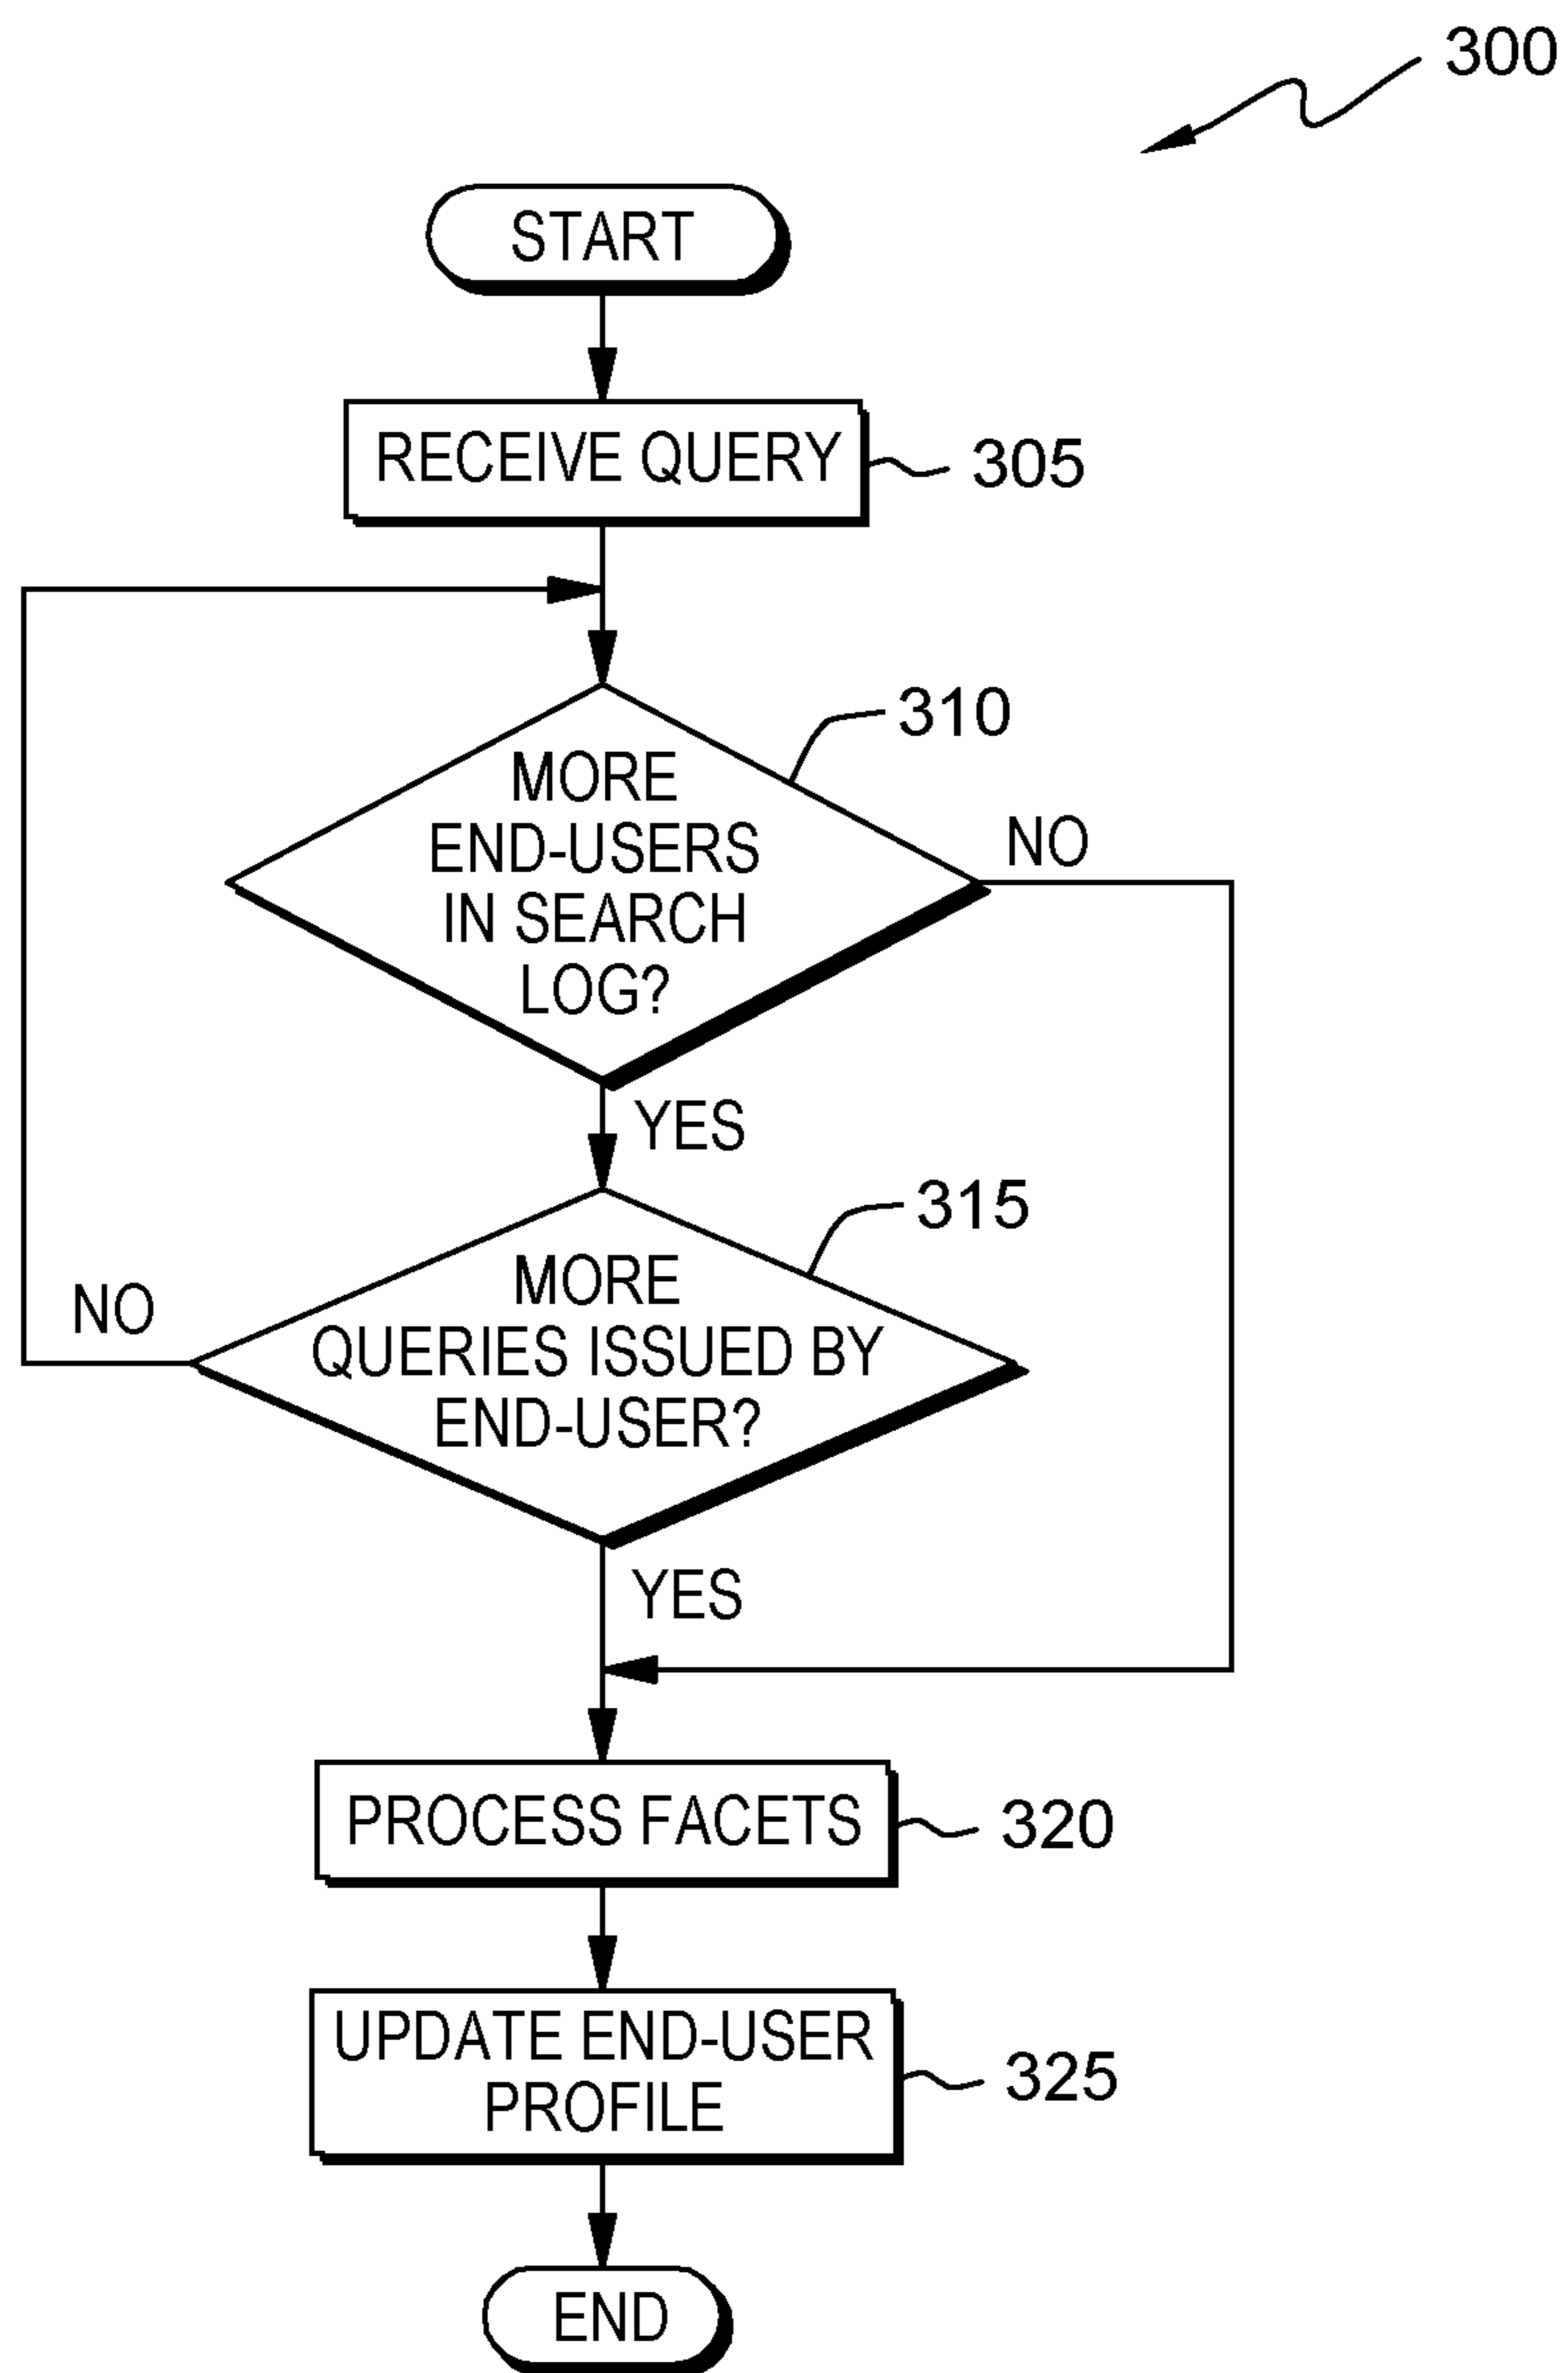 300
START
RECEIVE QUERY
305
310
MORE
END-USERS
IN SEARCH
LOG?
NO
YES
315
MORE
QUERIES ISSUED BY
END-USER?
NO
YES
PROCESS FACETS
320
UPDATE END-USER
PROFILE
325
END